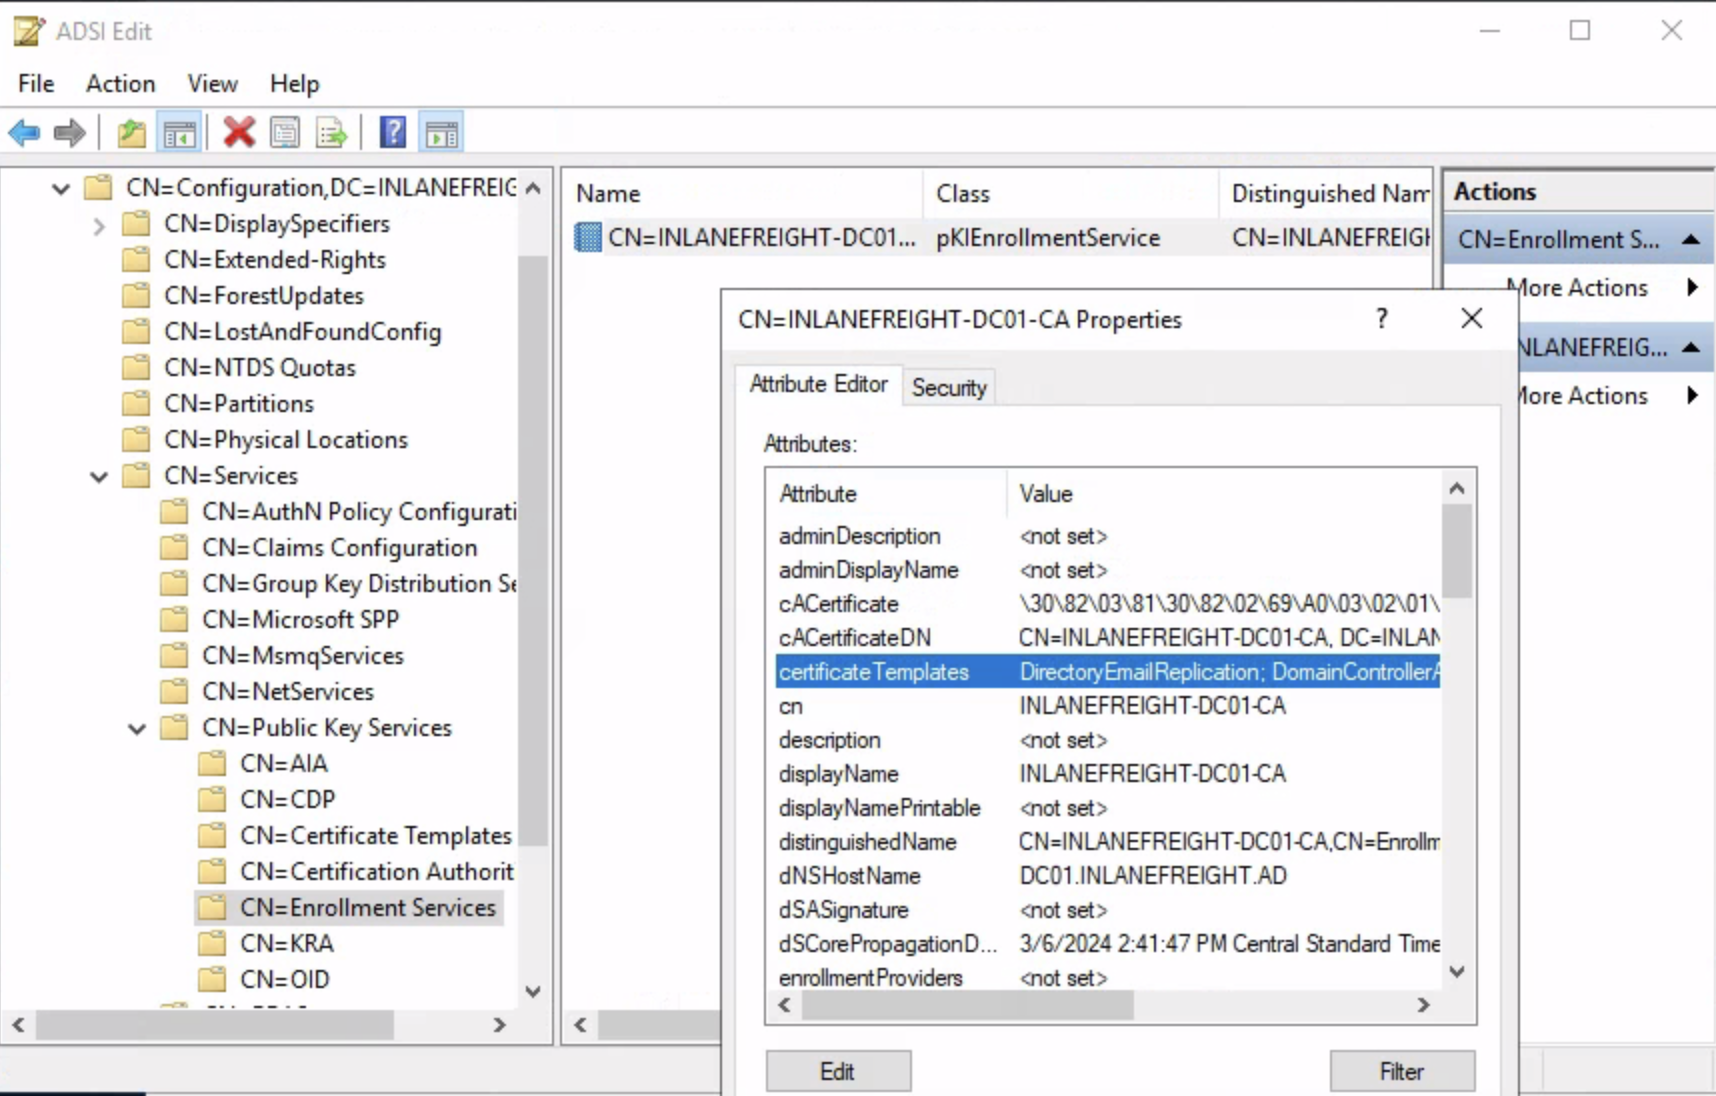 ADSI Edit
File Action View Help
CN=Configuration,DC=INLANEFREIG
CN=DisplaySpecifiers
CN=Extended-Rights
CN=ForestUpdates
CN=LostAndFoundConfig
CN=NTDS Quotas
CN=Partitions
CN=Physical Locations
CN=Services
CN=AuthN Policy Configurati
CN=Claims Configuration
CN=Group Key Distribution Se
CN=Microsoft SPP
CN=MsmqServices
CN=NetServices
CN=Public Key Services
CN=AIA
CN=CDP
CN=Certificate Templates
CN=Certification Authorit
CN=Enrollment Services
CN=KRA
CN=OID
Name Class Distinguished Nam
CN=INLANEFREIGHT-DC01... pKIEnrollmentService CN=INLANEFREIGH
Actions
CN=Enrollment S...
More Actions
NLANEFREIG...
More Actions
CN=INLANEFREIGHT-DC01-CA Properties ?
Attribute Editor Security
Attributes:
Attribute Value
adminDescription <not set>
adminDisplayName <not set>
cACertificate \30\82\03\81\30\82\02\69\A0\03\02\01\
cACertificateDN CN=INLANEFREIGHT-DC01-CA, DC=INLAN
certificateTemplates DirectoryEmailReplication; DomainControllerA
cn INLANEFREIGHT-DC01-CA
description <not set>
displayName INLANEFREIGHT-DC01-CA
displayNamePrintable <not set>
distinguishedName CN=INLANEFREIGHT-DC01-CA,CN=Enrollm
dNSHostName DC01.INLANEFREIGHT.AD
dSASignature <not set>
dSCorePropagationD... 3/6/2024 2:41:47 PM Central Standard Time
enrollmentProviders <not set>
Edit Filter